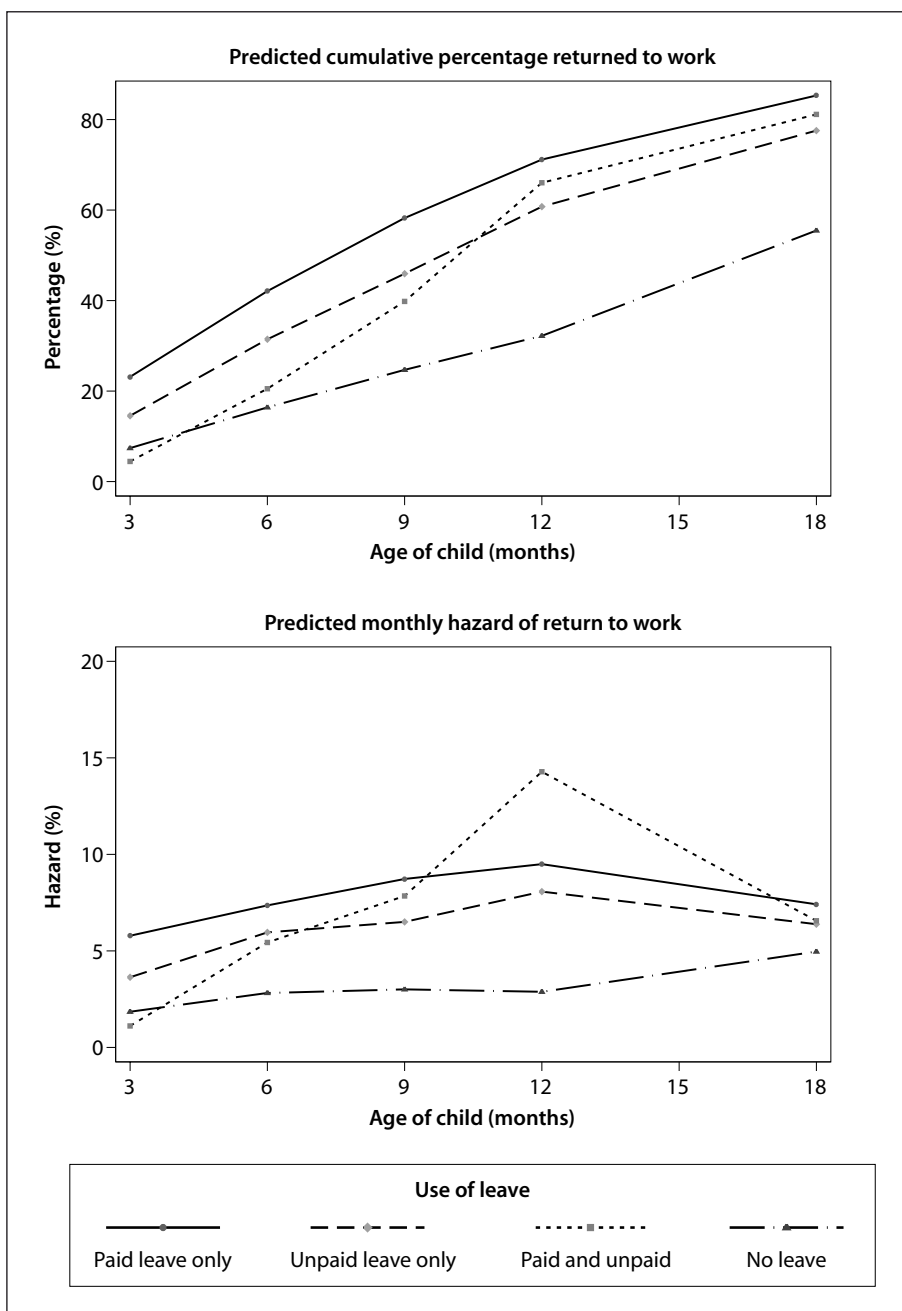 Predicted cumulative percentage returned to work
Percentage (%)
80
60
40
20
0
3 6 9 12 15 18
Age of child (months)
Predicted monthly hazard of return to work
Hazard (%)
20
15
10
5
0
3 6 9 12 15 18
Age of child (months)
Use of leave
Paid leave only Unpaid leave only Paid and unpaid No leave